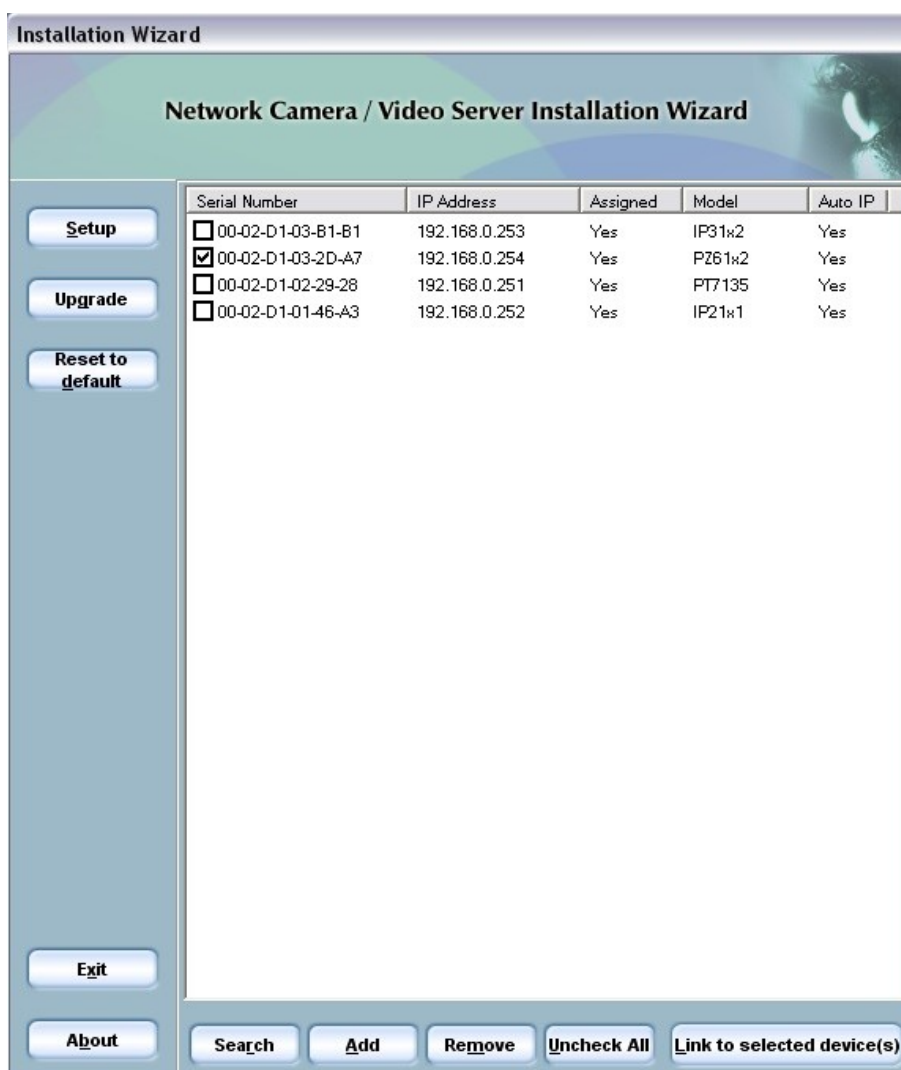 Installation Wizard
Network Camera / Video Server Installation Wizard
Serial Number IP Address Assigned Model Auto IP
00-02-D1-03-B1-B1 192.168.0.253 Yes IP31x2 Yes
00-02-D1-03-2D-A7 192.168.0.254 Yes PZ61x2 Yes
00-02-D1-02-29-28 192.168.0.251 Yes PT7135 Yes
00-02-D1-01-46-A3 192.168.0.252 Yes IP21x1 Yes
Setup
Upgrade
Reset to
default
Exit
About
Search Add Remove Uncheck All Link to selected device(s)